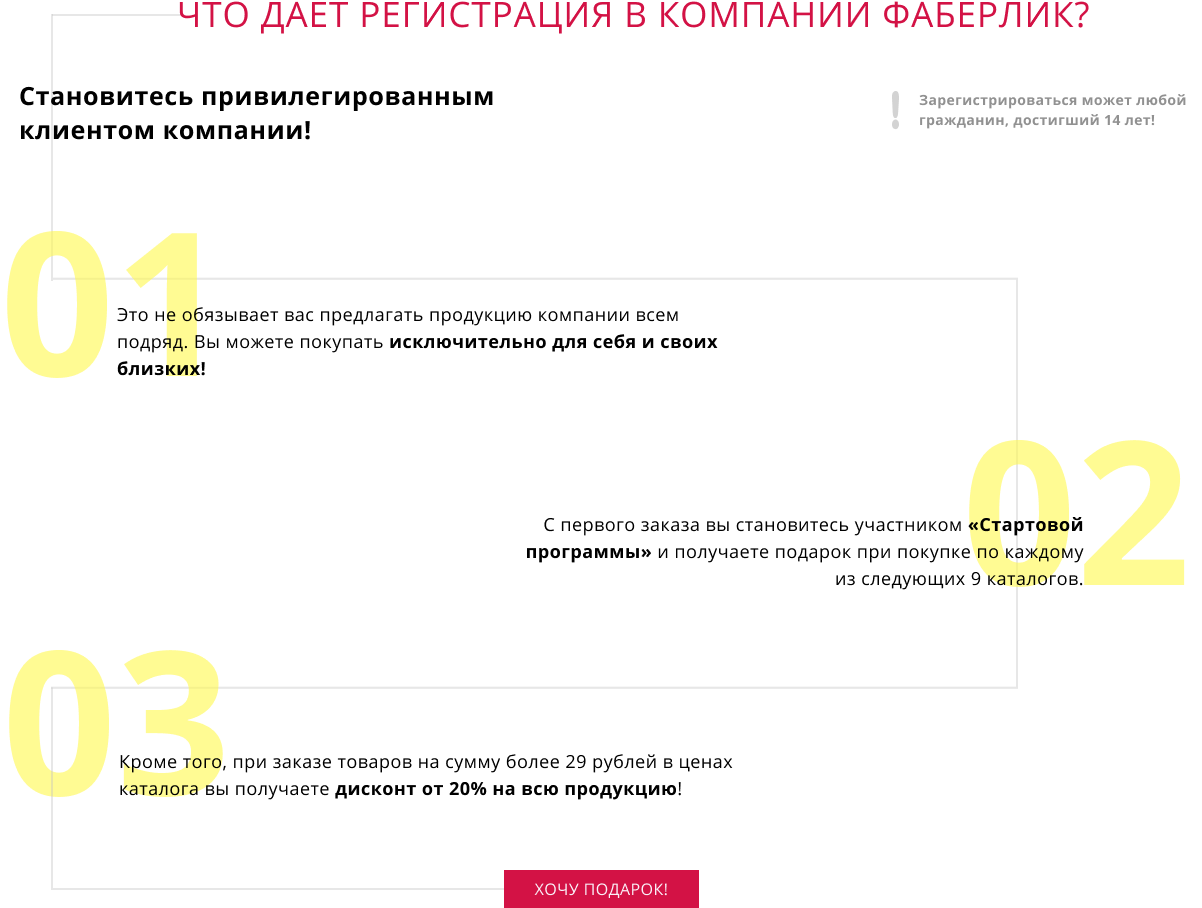 ЧТО ДАЕТ РЕГИСТРАЦИЯ В КОМПАНИИ ФАБЕРЛИК?
Становитесь привилегированным
клиентом компании!
! Зарегистрироваться может любой
гражданин, достигший 14 лет!
01
Это не обязывает вас предлагать продукцию компании всем
подряд. Вы можете покупать исключительно для себя и своих
близких!
02
С первого заказа вы становитесь участником «Стартовой
программы» и получаете подарок при покупке по каждому
из следующих 9 каталогов.
03
Кроме того, при заказе товаров на сумму более 29 рублей в ценах
каталога вы получаете дисконт от 20% на всю продукцию!
ХОЧУ ПОДАРОК!